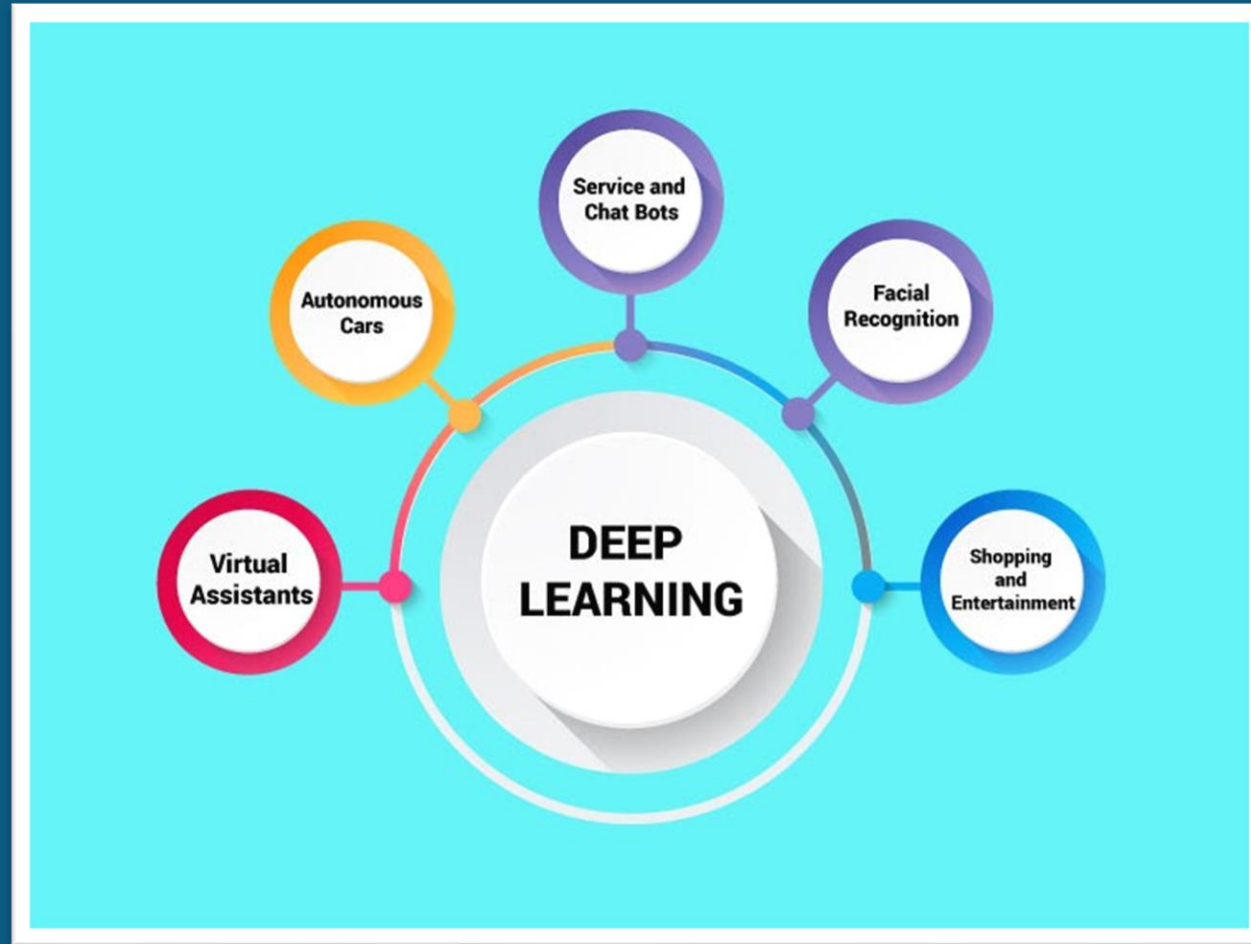 Service and
Chat Bots
Autonomous
Cars
Facial
Recognition
DEEP
LEARNING
Virtual
Assistants
Shopping
and
Entertainment